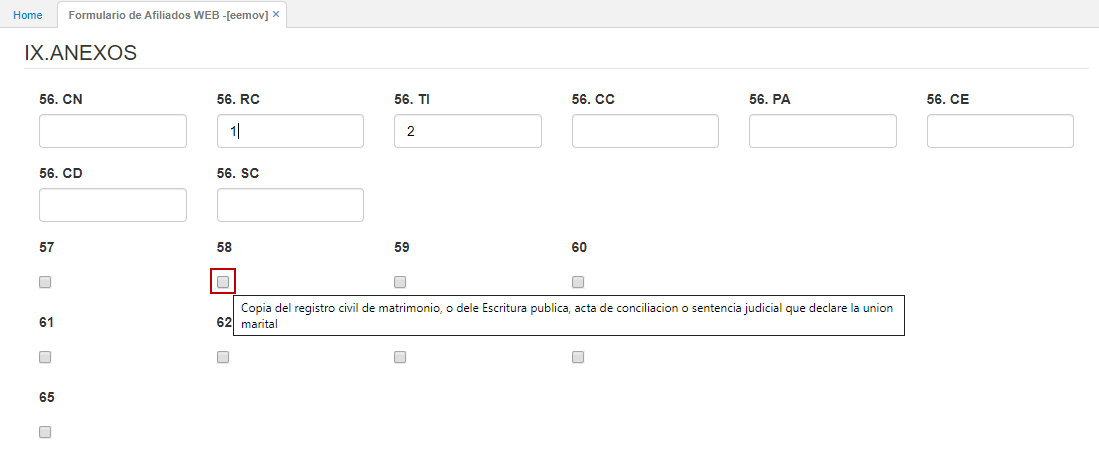 Home
Formulario de Afiliados WEB -[eemov] ×
IX.ANEXOS
56. CN 56. RC 56. TI 56. CC 56. PA 56. CE
1 2
56. CD 56. SC
57 58 59 60
Copia del registro civil de matrimonio, o dele Escritura publica, acta de conciliacion o sentencia judicial que declare la union
marital
61 62
65